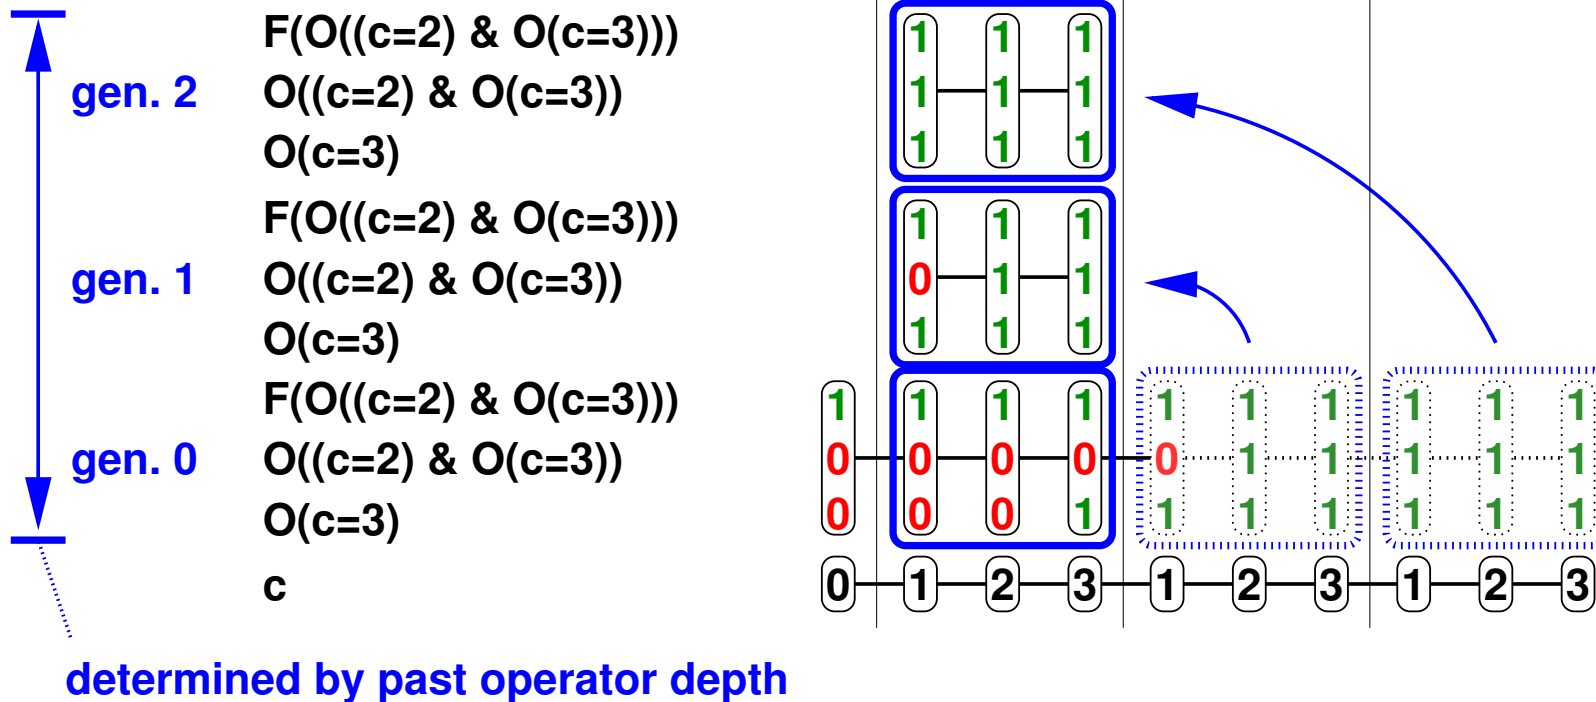 F(O((c=2) & O(c=3))) 1 1 1
gen. 2 O((c=2) & O(c=3)) 1 1 1
O(c=3) 1 1 1
F(O((c=2) & O(c=3))) 1 1 1
gen. 1 O((c=2) & O(c=3)) 0 1 1
O(c=3) 1 1 1
F(O((c=2) & O(c=3))) 1 1 1 1 1 1 1 1 1 1
gen. 0 O((c=2) & O(c=3)) 0 0 0 0 0 1 1 1 1 1
O(c=3) 0 0 0 1 1 1 1 1 1 1
c 0 1 2 3 1 2 3 1 2 3
determined by past operator depth